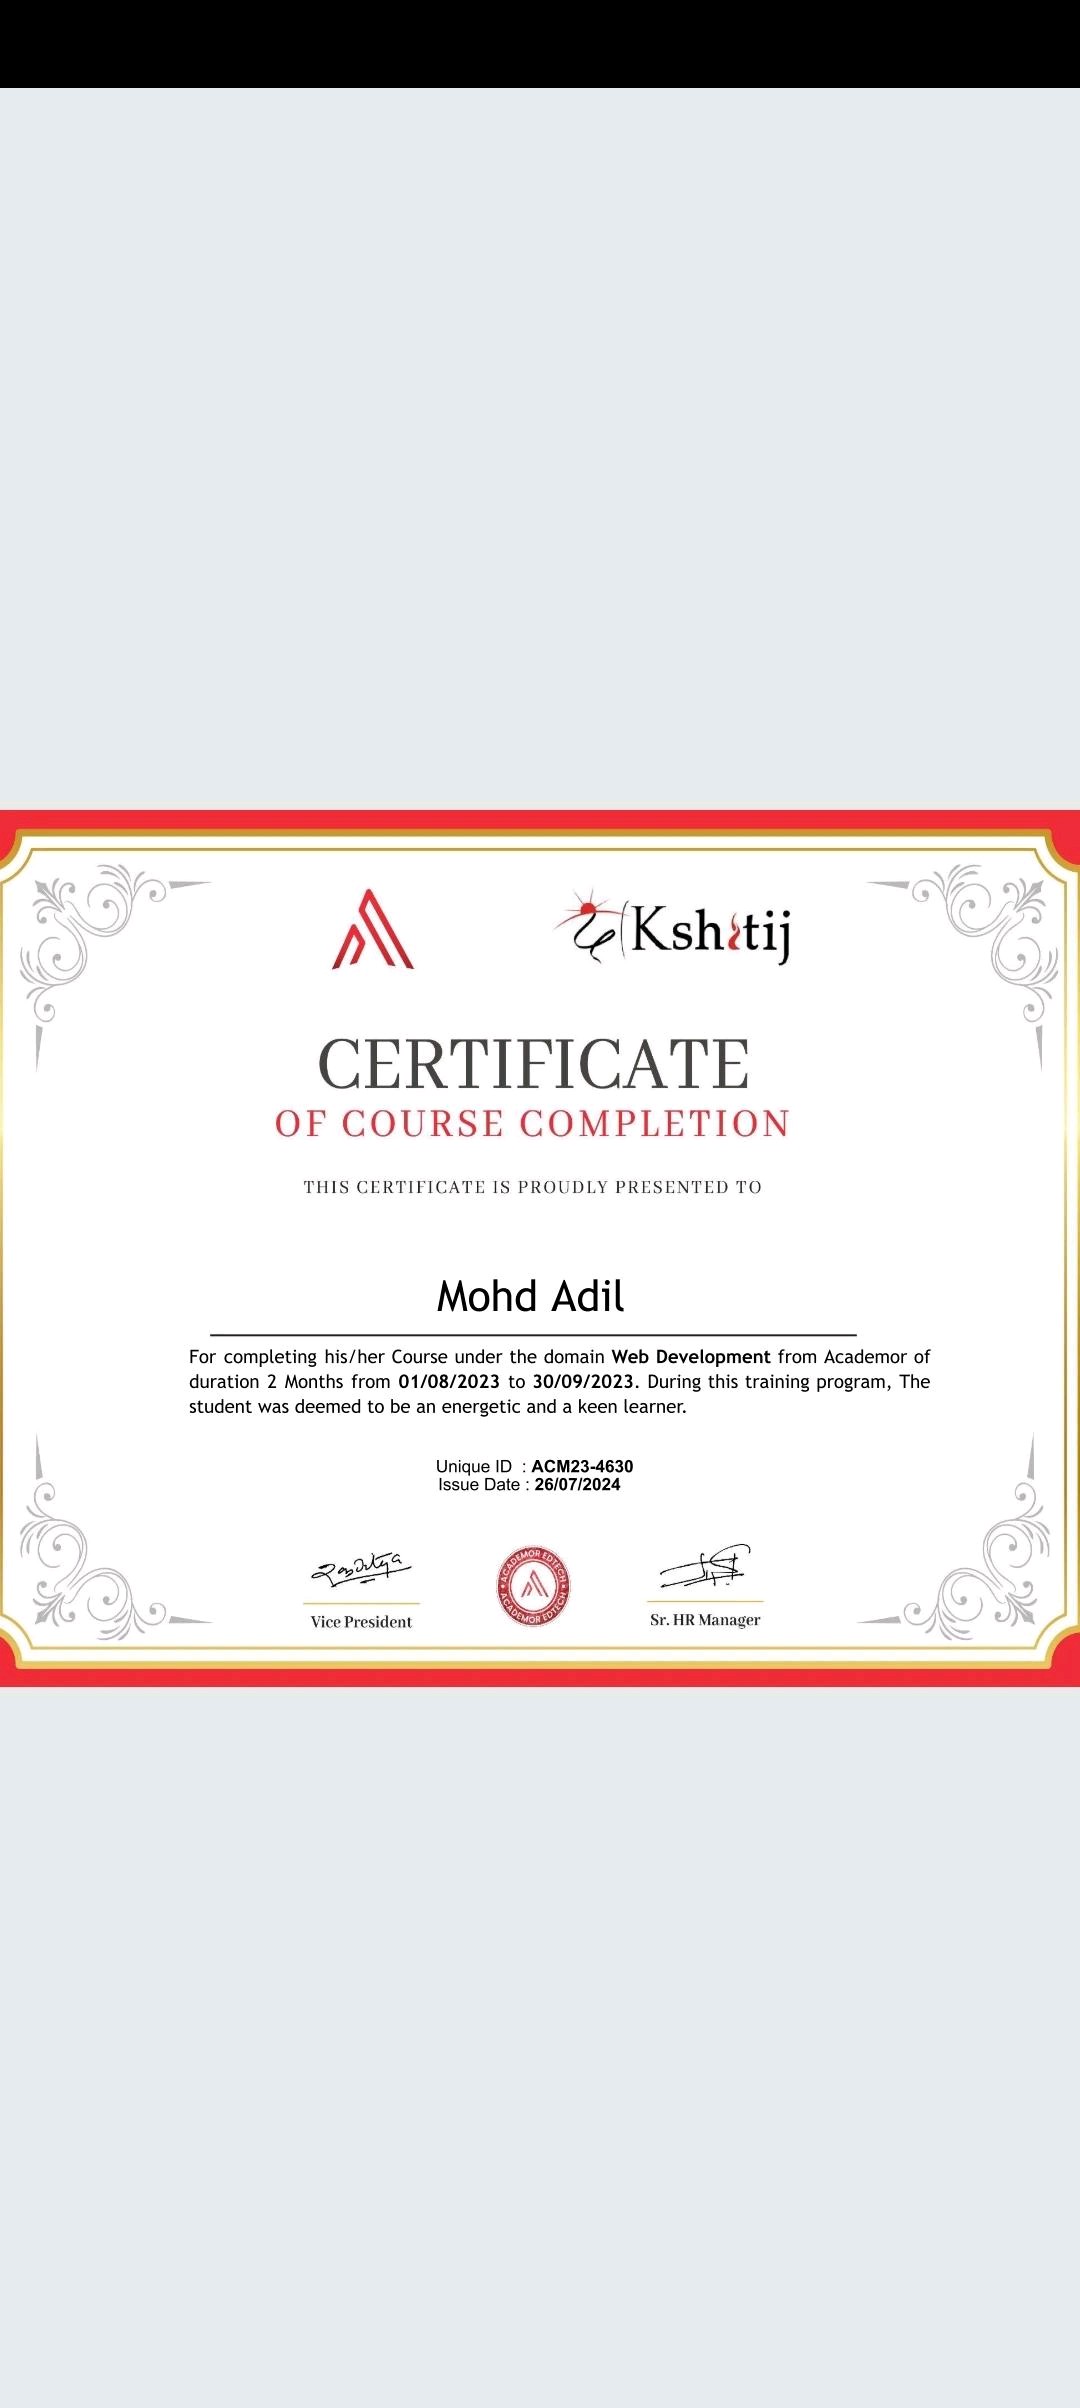 Kshitij
CERTIFICATE
OF COURSE COMPLETION
THIS CERTIFICATE IS PROUDLY PRESENTED TO
Mohd Adil
For completing his/her Course under the domain Web Development from Academor of
duration 2 Months from 01/08/2023 to 30/09/2023. During this training program, The
student was deemed to be an energetic and a keen learner.
Unique ID : ACM23-4630
Issue Date : 26/07/2024
ACADEMOR EDTECH
ACADEMOR EDTECH
Vice President
Sr. HR Manager